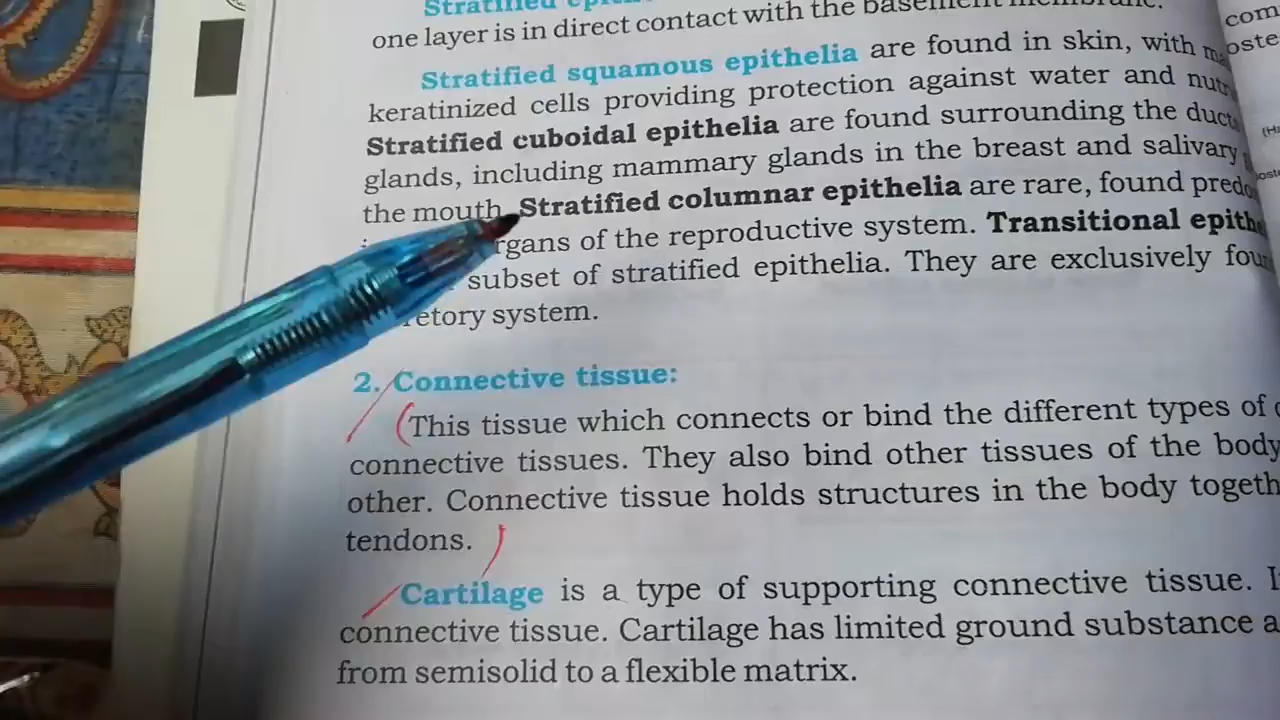 Stratified
one layer is in direct contact with the basement membrane.
Stratified squamous epithelia are found in skin, with
keratinized cells providing protection against water and
Stratified cuboidal epithelia are found surrounding the
glands, including mammary glands in the breast and salivary
the mouth. Stratified columnar epithelia are rare, found
of the reproductive system. Transitional
subset of stratified epithelia. They are exclusively
system.
2. Connective tissue:
(This tissue which connects or bind the different types of
connective tissues. They also bind other tissues of the body
other. Connective tissue holds structures in the body
tendons. )
Cartilage is a type of supporting connective tissue.
connective tissue. Cartilage has limited ground substance
from semisolid to a flexible matrix.
com
oste